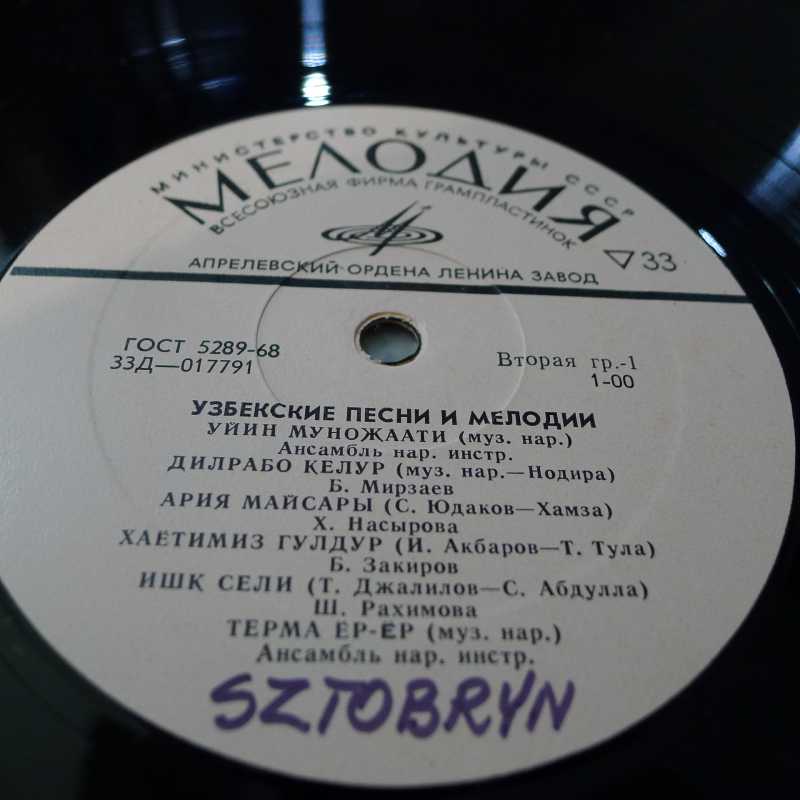 МИНИСТЕРСТВО КУЛЬТУРЫ СССР
МЕЛОДИЯ
ВСЕСОЮЗНАЯ ФИРМА ГРАМПЛАСТИНОК
33
АПРЕЛЕВСКИЙ ОРДЕНА ЛЕНИНА ЗАВОД
ГОСТ 5289-68
33Д—017791
Вторая гр.-1
1-00
УЗБЕКСКИЕ ПЕСНИ И МЕЛОДИИ
УЙИН МУНОЖААТИ (муз. нар.)
Ансамбль нар. инстр.
ДИЛРАБО КЕЛУР (муз. нар.—Нодира)
Б. Мирзаев
АРИЯ МАЙСАРЫ (С. Юдаков—Хамза)
Х. Насырова
ХАЕТИМИЗ ГУЛДУР (И. Акбаров—Т. Тула)
Б. Закиров
ИШК СЕЛИ (Т. Джалилов—С. Абдулла)
Ш. Рахимова
ТЕРМА ЁР-ЁР (муз. нар.)
Ансамбль нар. инстр.
SZTOBRYN